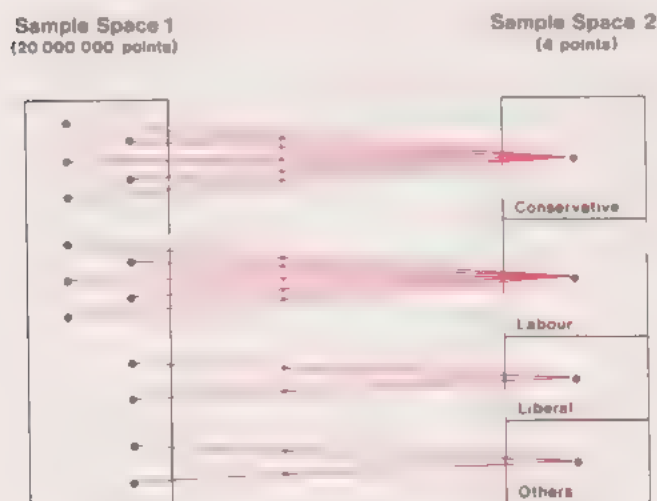 Sample Space 1
(20 000 000 points)
Sample Space 2
(4 points)
Conservative
Labour
Liberal
Others